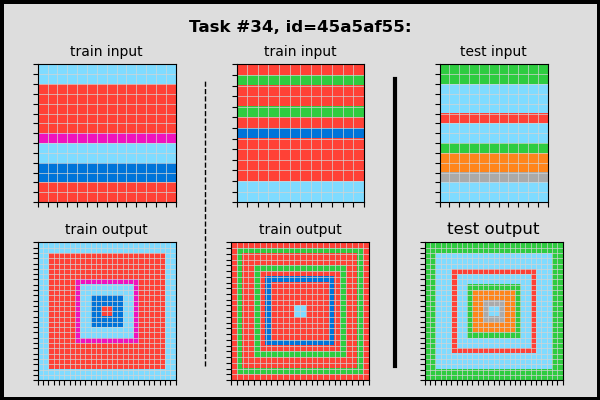 Task #34, id=45a5af55:
train input
train input
test input
train output
train output
test output